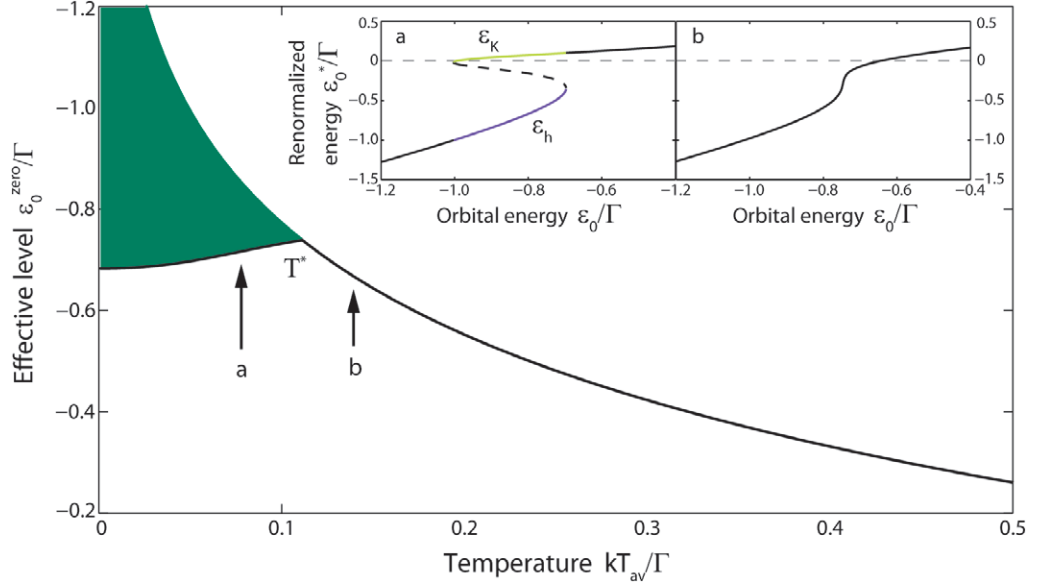 −1.2
−1.0
−0.8
−0.6
−0.4
−0.2
Effective level ε₀ᶻᵉʳᵒ/Γ
0
0.1
0.2
0.3
0.4
0.5
Temperature kTₐᵥ/Γ
T*
a
b
a
εK
εh
0.5
0
−0.5
−1.0
−1.5
Renormalized
energy ε₀*/Γ
−1.2
−1.0
−0.8
−0.6
Orbital energy ε₀/Γ
b
0.5
0
−0.5
−1.0
−1.5
−1.2
−1.0
−0.8
−0.6
−0.4
Orbital energy ε₀/Γ